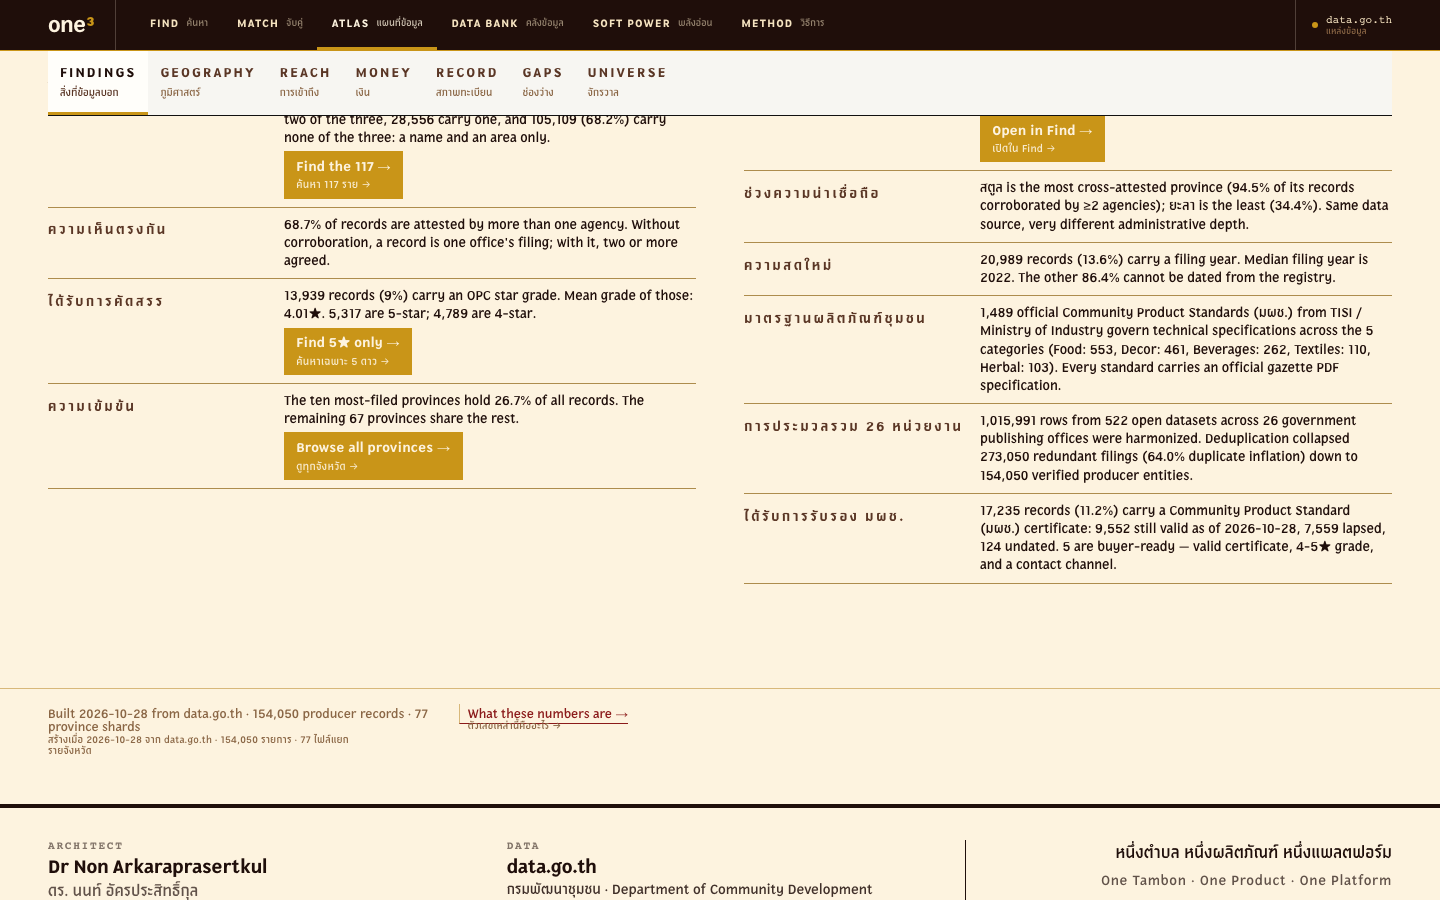 one³
FIND ค้นหา
MATCH จับคู่
ATLAS แผนที่ข้อมูล
DATA BANK คลังข้อมูล
SOFT POWER พลังอ่อน
METHOD วิธีการ
data.go.th
แหล่งข้อมูล
FINDINGS
สิ่งที่ข้อมูลบอก
GEOGRAPHY
ภูมิศาสตร์
REACH
การเข้าถึง
MONEY
เงิน
RECORD
สภาพทะเบียน
GAPS
ช่องว่าง
UNIVERSE
จักรวาล
two of the three, 28,556 carry one, and 105,109 (68.2%) carry
none of the three: a name and an area only.
Find the 117 →
ค้นหา 117 ราย →
ความเห็นตรงกัน
68.7% of records are attested by more than one agency. Without
corroboration, a record is one office's filing; with it, two or more
agreed.
ได้รับการคัดสรร
13,939 records (9%) carry an OPC star grade. Mean grade of those:
4.01★. 5,317 are 5-star; 4,789 are 4-star.
Find 5★ only →
ค้นหาเฉพาะ 5 ดาว →
ความเข้มข้น
The ten most-filed provinces hold 26.7% of all records. The
remaining 67 provinces share the rest.
Browse all provinces →
ดูทุกจังหวัด →
Open in Find →
เปิดใน Find →
ช่วงความน่าเชื่อถือ
สตูล is the most cross-attested province (94.5% of its records
corroborated by ≥2 agencies); ยะลา is the least (34.4%). Same data
source, very different administrative depth.
ความสดใหม่
20,989 records (13.6%) carry a filing year. Median filing year is
2022. The other 86.4% cannot be dated from the registry.
มาตรฐานผลิตภัณฑ์ชุมชน
1,489 official Community Product Standards (มผช.) from TISI /
Ministry of Industry govern technical specifications across the 5
categories (Food: 553, Decor: 461, Beverages: 262, Textiles: 110,
Herbal: 103). Every standard carries an official gazette PDF
specification.
การประมวลรวม 26 หน่วยงาน
1,015,991 rows from 522 open datasets across 26 government
publishing offices were harmonized. Deduplication collapsed
273,050 redundant filings (64.0% duplicate inflation) down to
154,050 verified producer entities.
ได้รับการรับรอง มผช.
17,235 records (11.2%) carry a Community Product Standard
(มผช.) certificate: 9,552 still valid as of 2026-10-28, 7,559 lapsed,
124 undated. 5 are buyer-ready — valid certificate, 4-5★ grade,
and a contact channel.
Built 2026-10-28 from data.go.th · 154,050 producer records · 77
province shards
สร้างเมื่อ 2026-10-28 จาก data.go.th · 154,050 รายการ · 77 ไฟล์แยก
รายจังหวัด
What these numbers are →
ตัวเลขเหล่านี้คืออะไร →
ARCHITECT
Dr Non Arkaraprasertkul
ดร. นนท์ อัครประสิทธิ์กุล
DATA
data.go.th
กรมพัฒนาชุมชน · Department of Community Development
หนึ่งตำบล หนึ่งผลิตภัณฑ์ หนึ่งแพลตฟอร์ม
One Tambon · One Product · One Platform